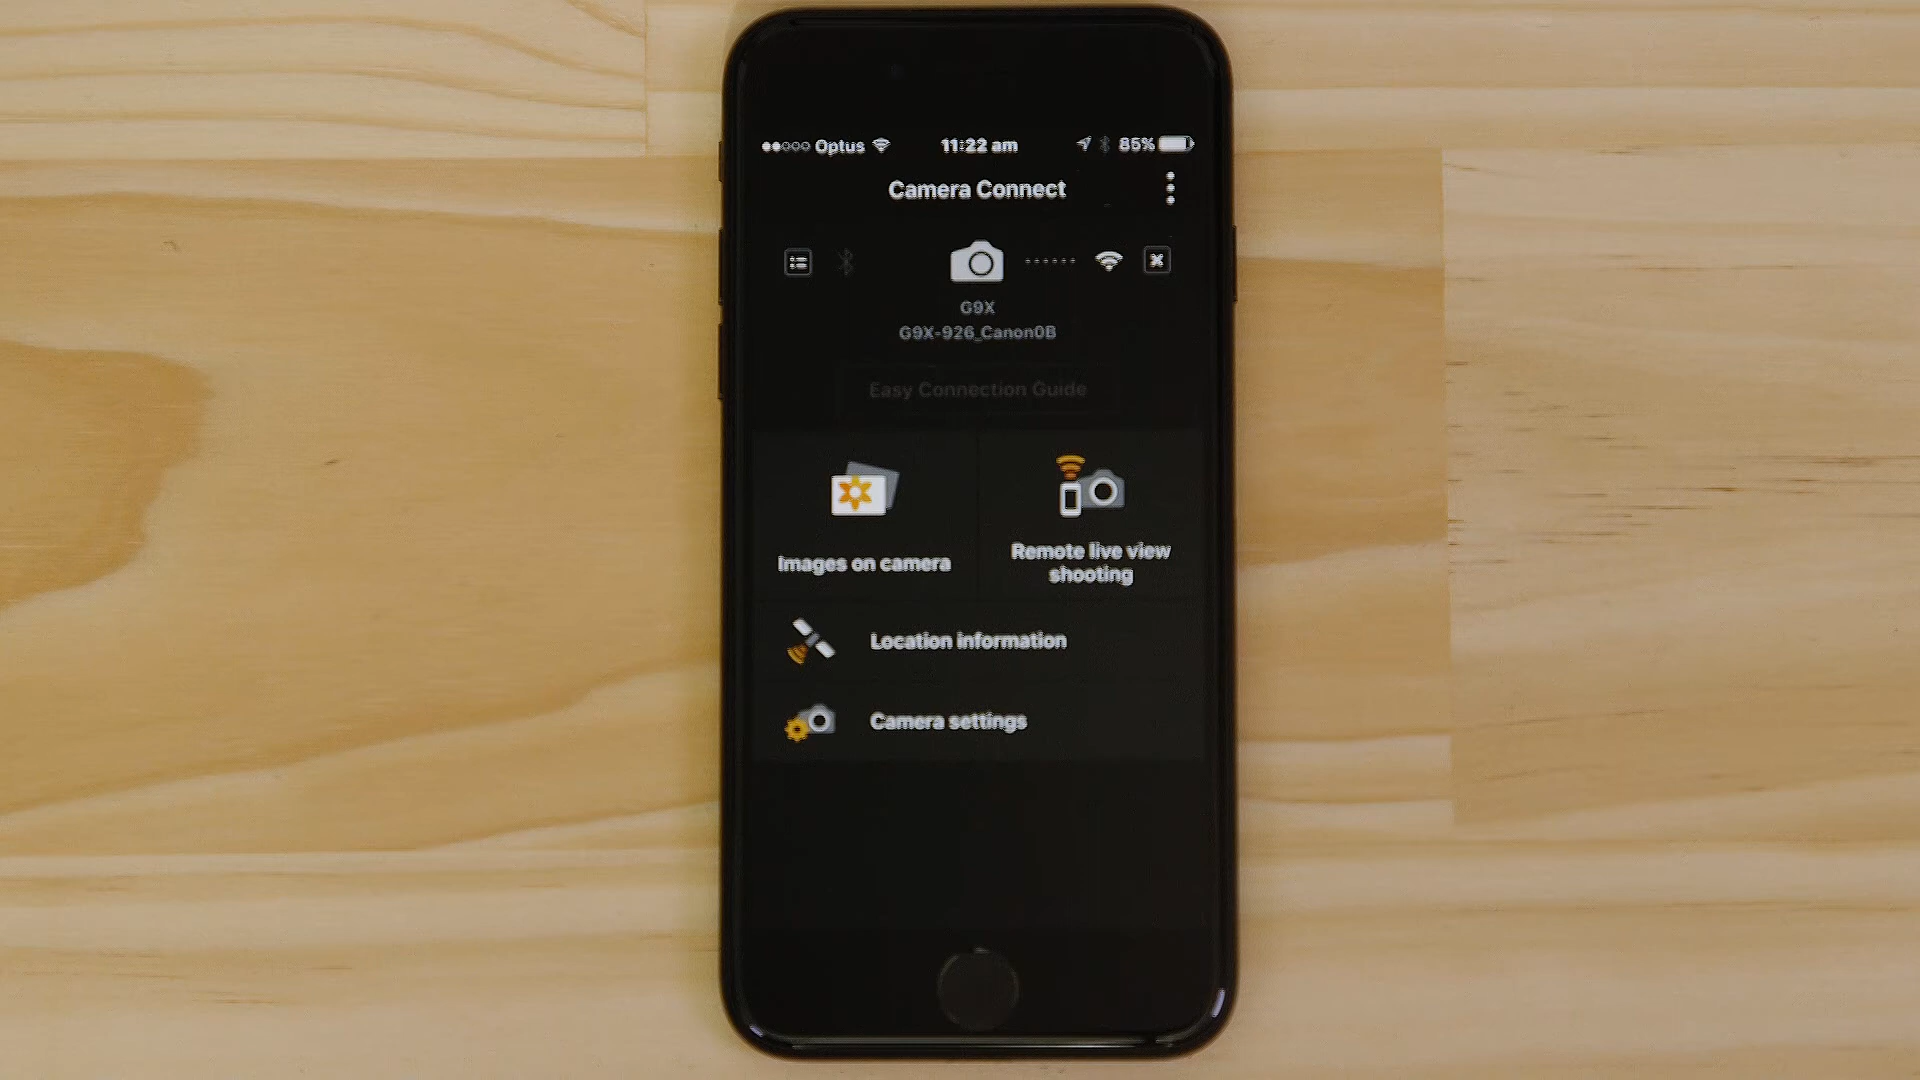 Optus 11:22 am 85%
Camera Connect
G9X
G9X-926_Canon0B
Easy Connection Guide
Images on camera
Remote live view
shooting
Location information
Camera settings